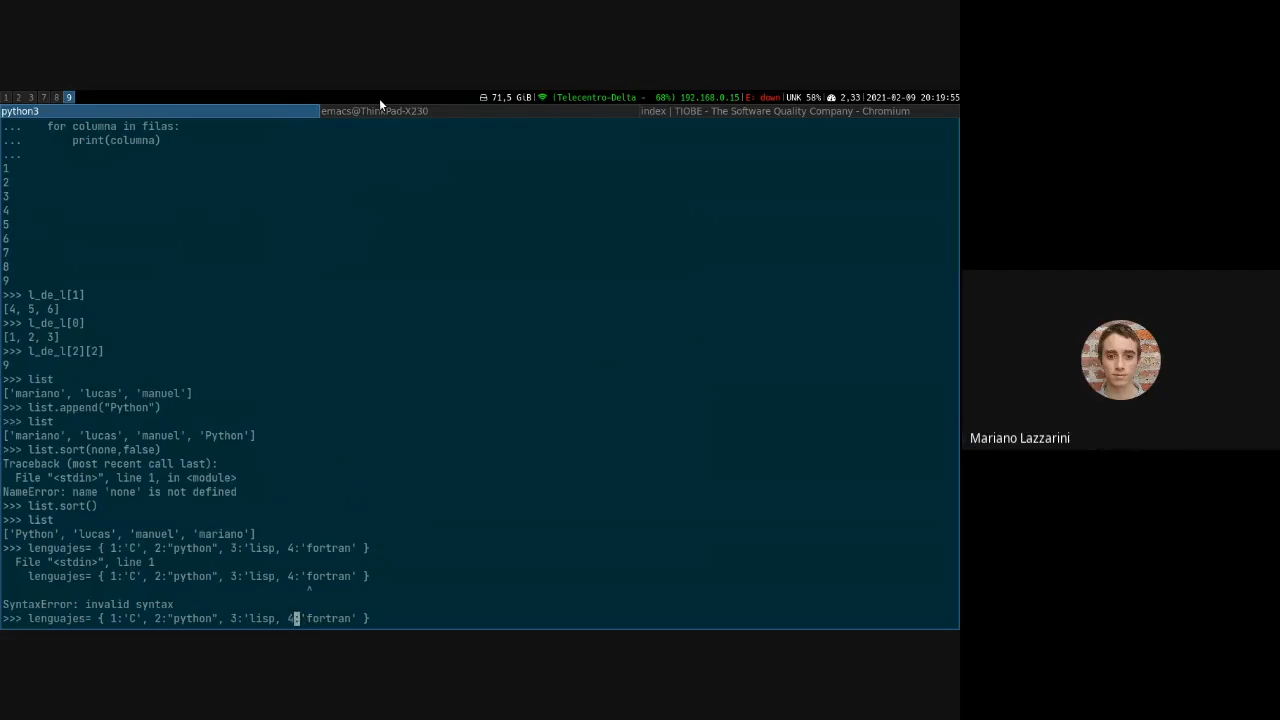 1 2 3 7 8 9
71,5 GiB (Telecentro-Delta - 68%) 192.168.0.15 E: down UNK 58% 2,33 2021-02-09 20:19:55
python3 emacs@ThinkPad-X230 index | TIOBE - The Software Quality Company - Chromium
... for columna in filas:
... print(columna)
...
1
2
3
4
5
6
7
8
9
>>> l_de_l[1]
[4, 5, 6]
>>> l_de_l[0]
[1, 2, 3]
>>> l_de_l[2][2]
9
>>> list
['mariano', 'lucas', 'manuel']
>>> list.append("Python")
>>> list
['mariano', 'lucas', 'manuel', 'Python']
>>> list.sort(none,false)
Traceback (most recent call last):
File "<stdin>", line 1, in <module>
NameError: name 'none' is not defined
>>> list.sort()
>>> list
['Python', 'lucas', 'manuel', 'mariano']
>>> lenguajes= { 1:'C', 2:"python", 3:'lisp, 4:'fortran' }
File "<stdin>", line 1
lenguajes= { 1:'C', 2:"python", 3:'lisp, 4:'fortran' }
^
SyntaxError: invalid syntax
>>> lenguajes= { 1:'C', 2:"python", 3:'lisp, 4:'fortran' }
Mariano Lazzarini